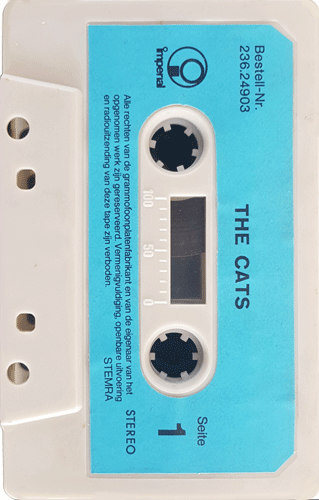 Bestell-Nr.
236.24903
imperial
THE CATS
Seite
1
STEREO
100 50 0
Alle rechten van de grammofoonplatenfabrikant en van de eigenaar van het
opgenomen werk zijn gereserveerd. Vermenigvuldiging, openbare uitvoering
en radiouitzending van deze tape zijn verboden.
STEMRA